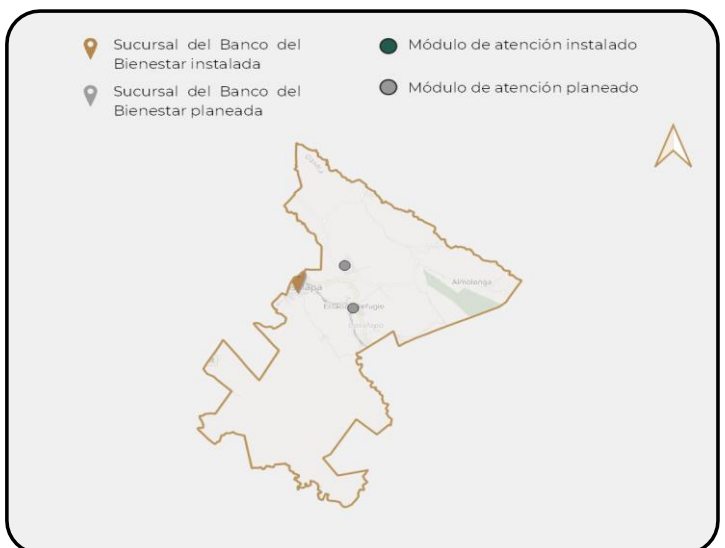 Sucursal del Banco del
Bienestar instalada
Sucursal del Banco del
Bienestar planeada
Módulo de atención instalado
Módulo de atención planeado
Almolonga